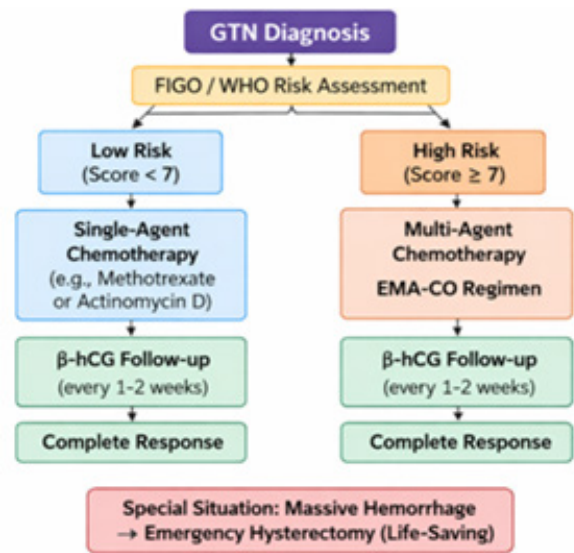 GTN Diagnosis
FIGO / WHO Risk Assessment
Low Risk
(Score < 7)
High Risk
(Score ≥ 7)
Single-Agent
Chemotherapy
(e.g., Methotrexate
or Actinomycin D)
Multi-Agent
Chemotherapy
EMA-CO Regimen
β-hCG Follow-up
(every 1-2 weeks)
β-hCG Follow-up
(every 1-2 weeks)
Complete Response
Complete Response
Special Situation: Massive Hemorrhage
→ Emergency Hysterectomy (Life-Saving)